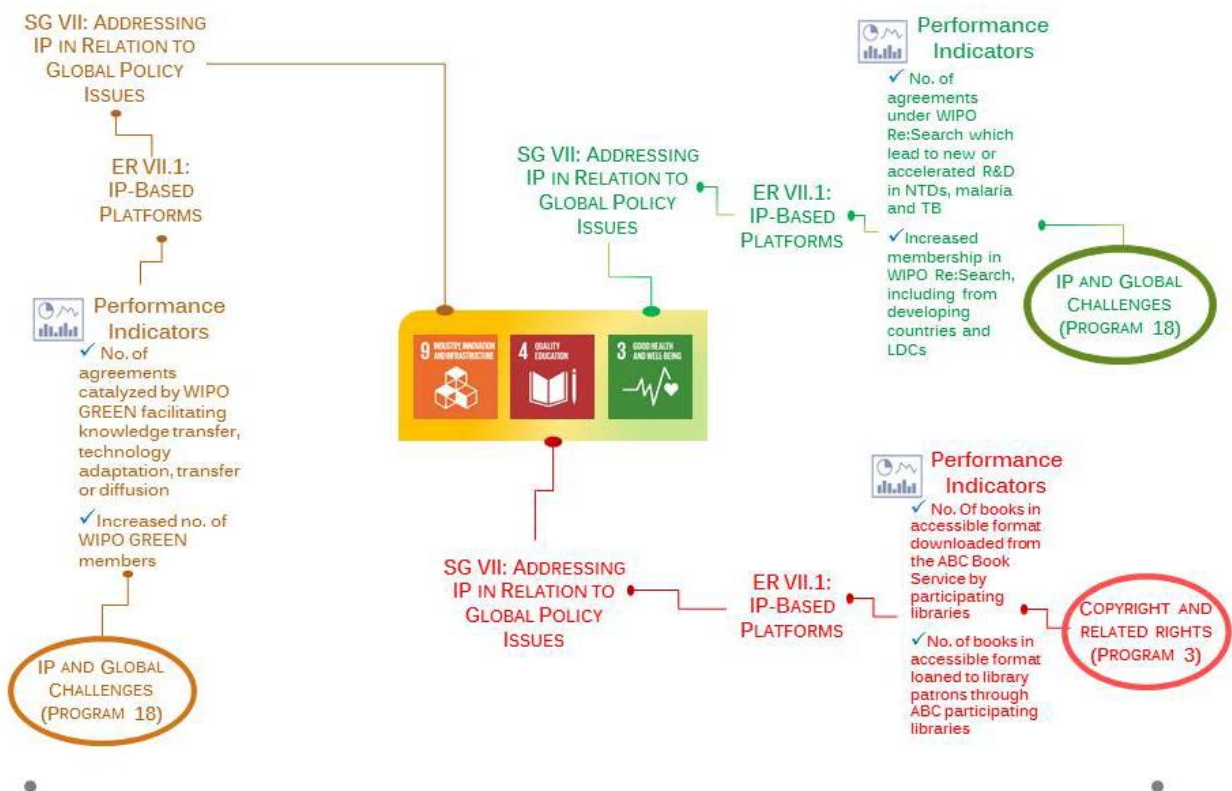 SG VII: ADDRESSING
IP IN RELATION TO
GLOBAL POLICY
ISSUES
ER VII.1:
IP-BASED
PLATFORMS
Performance
Indicators
✓ No. of
agreements
catalyzed by WIPO
GREEN facilitating
knowledge transfer,
technology
adaptation, transfer
or diffusion
✓Increased no. of
WIPO GREEN
members
IP AND GLOBAL
CHALLENGES
(PROGRAM 18)
9 INDUSTRY, INNOVATION
AND INFRASTRUCTURE
4 QUALITY
EDUCATION
3 GOOD HEALTH
AND WELL-BEING
SG VII: ADDRESSING
IP IN RELATION TO
GLOBAL POLICY
ISSUES
ER VII.1:
IP-BASED
PLATFORMS
Performance
Indicators
✓ No. of
agreements
under WIPO
Re:Search which
lead to new or
accelerated R&D
in NTDs, malaria
and TB
✓Increased
membership in
WIPO Re:Search,
including from
developing
countries and
LDCs
IP AND GLOBAL
CHALLENGES
(PROGRAM 18)
SG VII: ADDRESSING
IP IN RELATION TO
GLOBAL POLICY
ISSUES
ER VII.1:
IP-BASED
PLATFORMS
Performance
Indicators
✓ No. Of books in
accessible format
downloaded from
the ABC Book
Service by
participating
libraries
✓No. of books in
accessible format
loaned to library
patrons through
ABC participating
libraries
COPYRIGHT AND
RELATED RIGHTS
(PROGRAM 3)